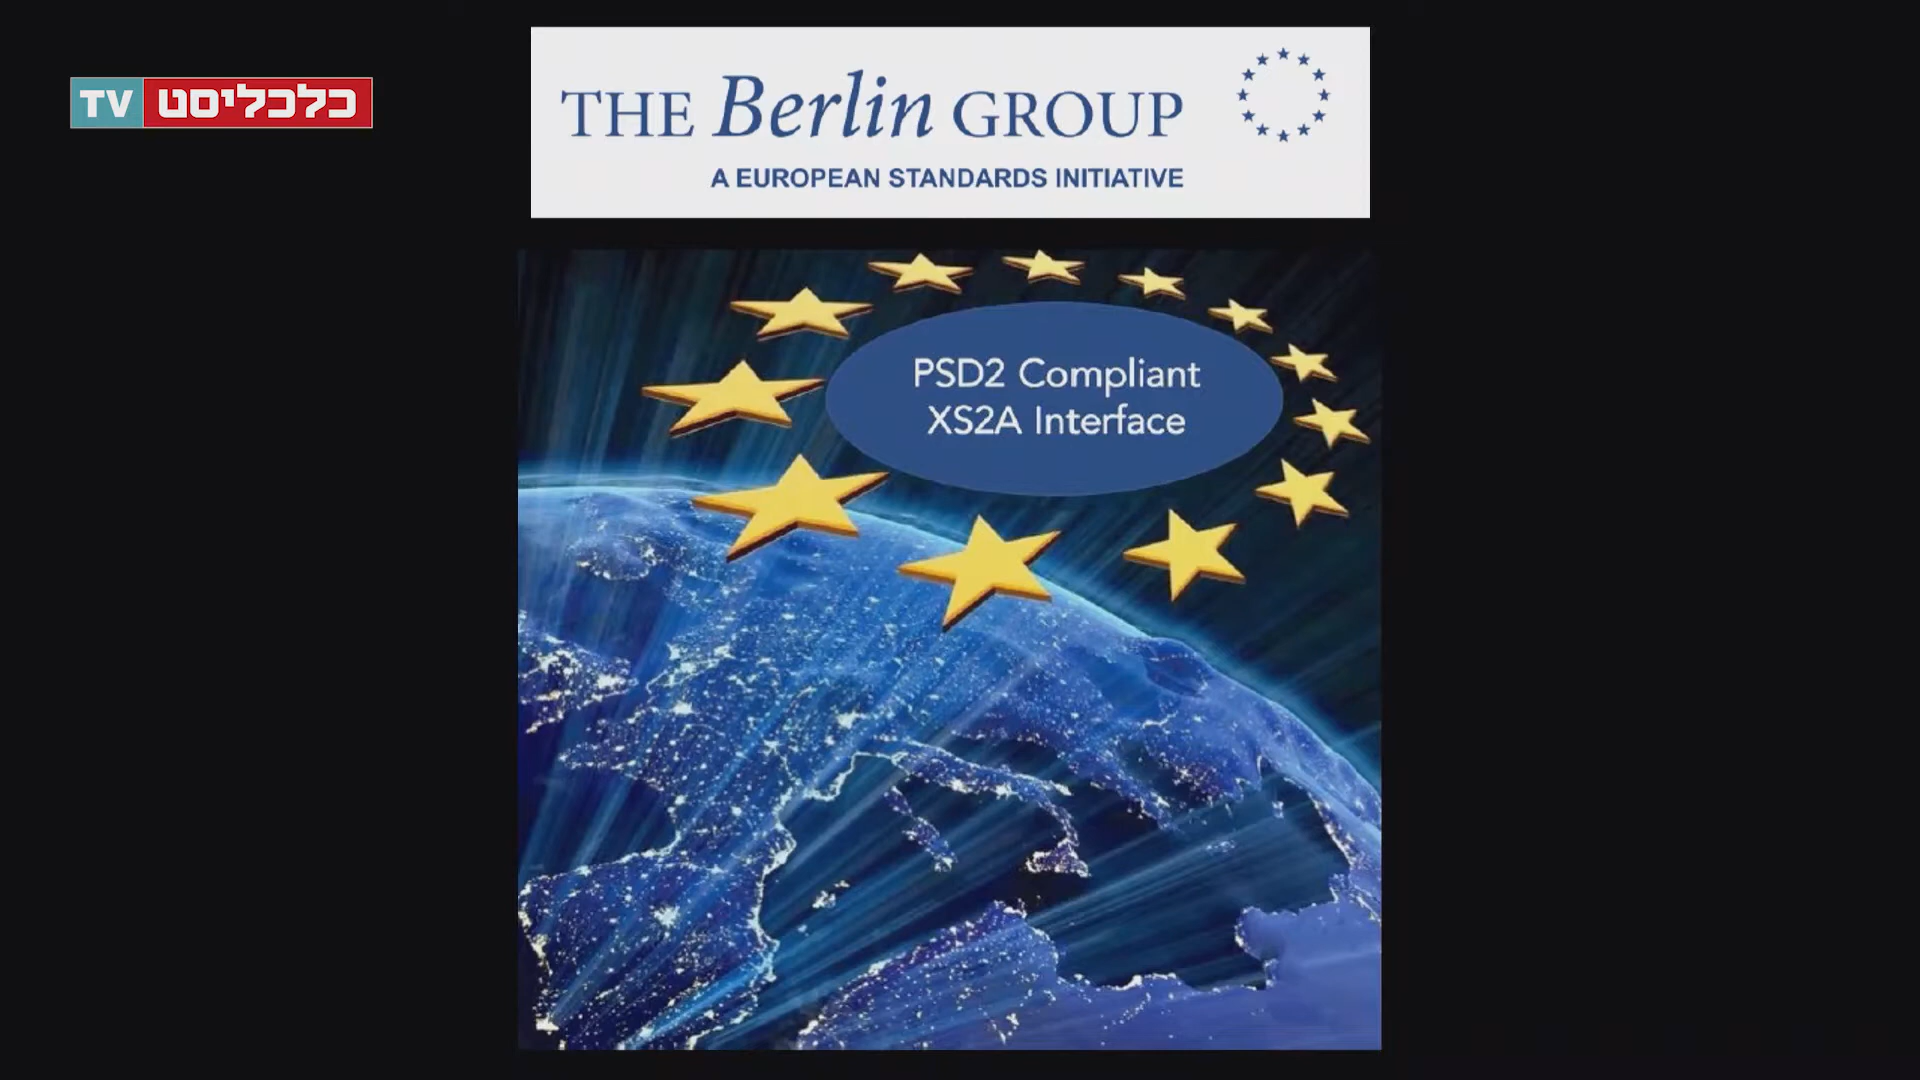 TV כלכליסט
THE Berlin GROUP
A EUROPEAN STANDARDS INITIATIVE
PSD2 Compliant
XS2A Interface